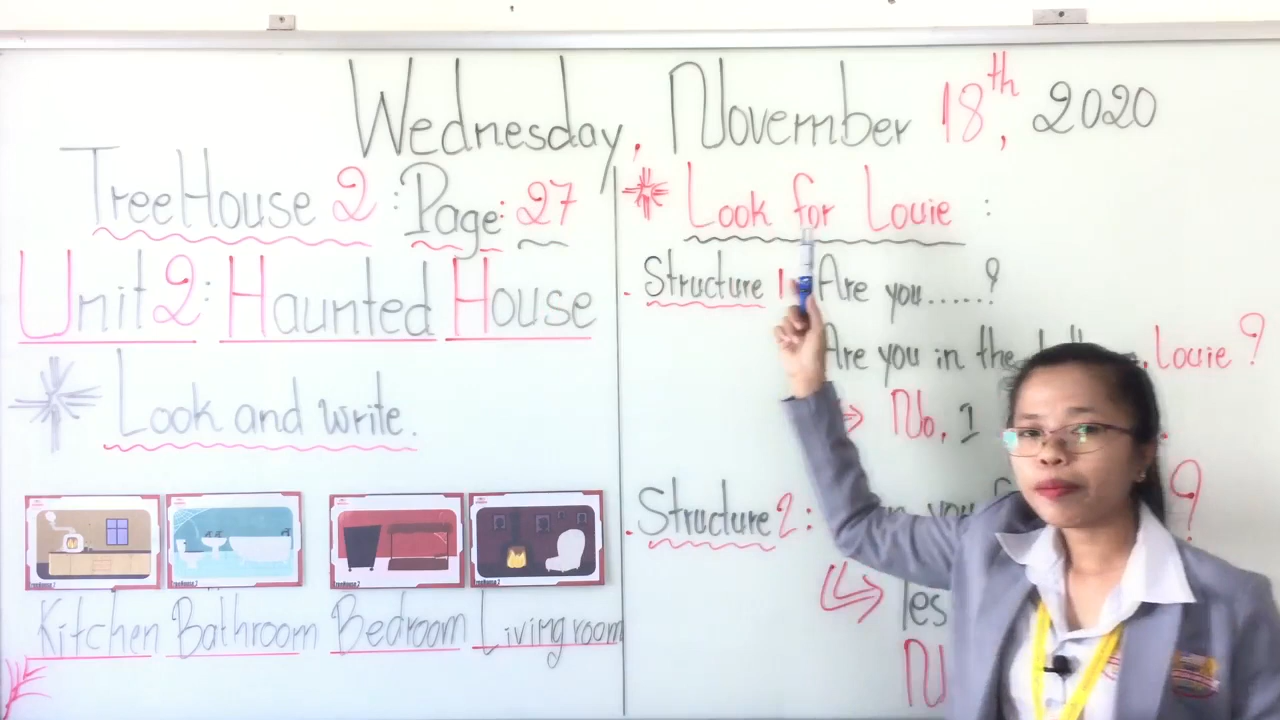 Wednesday, November 18th, 2020
TreeHouse 2 : Page: 27
Unit 2: Haunted House
Look and write.
Kitchen Bathroom Bedroom Living room
Look for Louie :
Structure 1: Are you......?
Are you in the Louie ?
No, I
Structure 2: you ?
Yes